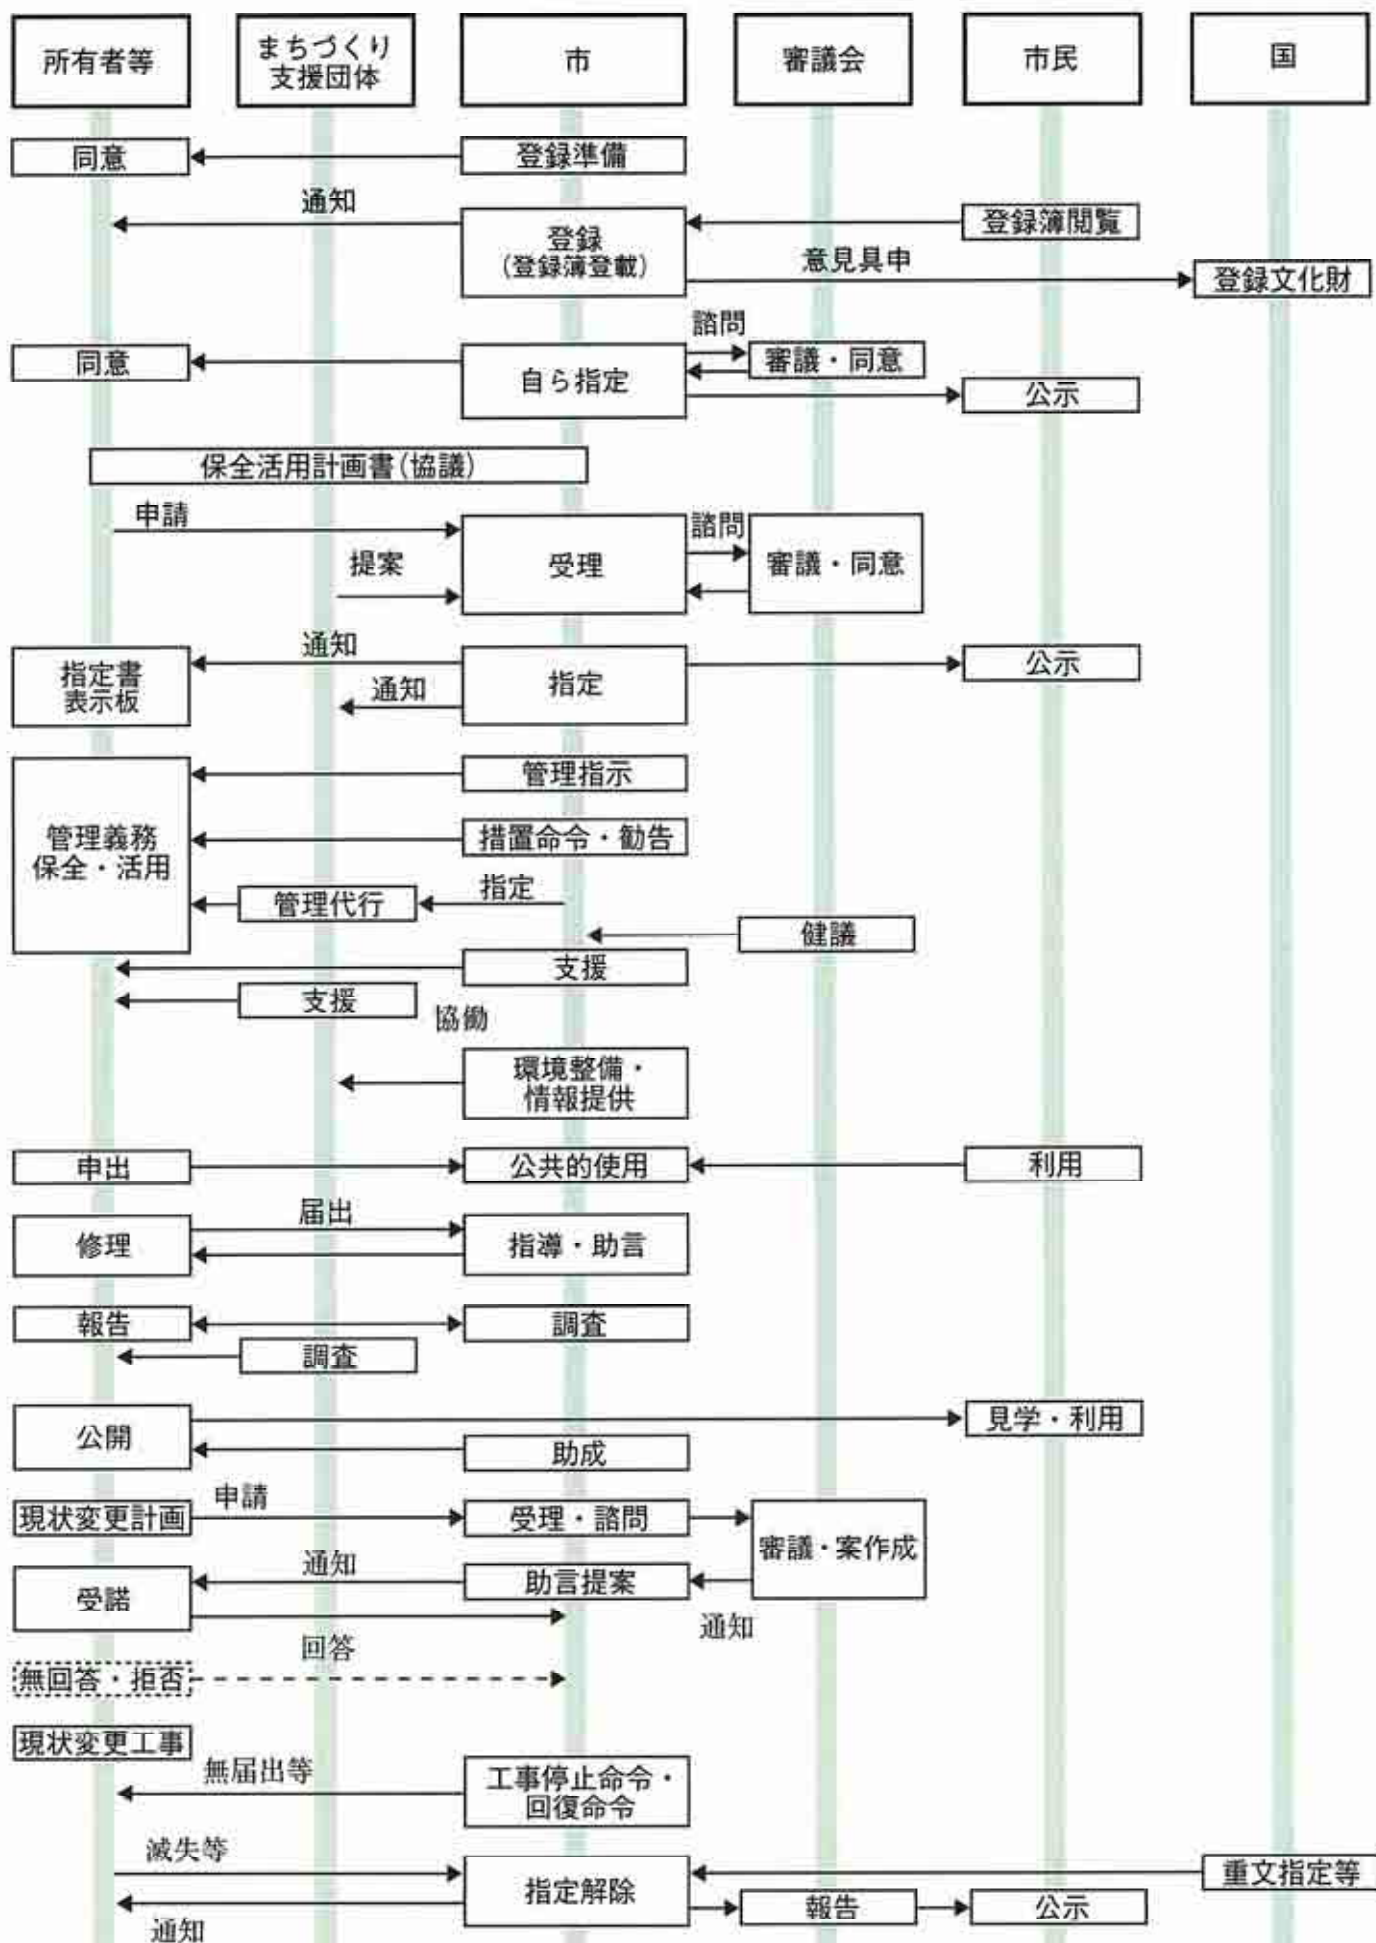 所有者等
まちづくり
支援団体
市
審議会
市民
国
同意
登録準備
通知
登録
(登録簿登載)
登録簿閲覧
意見具申
登録文化財
同意
自ら指定
諮問
審議・同意
公示
保全活用計画書(協議)
申請
提案
受理
諮問
審議・同意
指定書
表示板
通知
通知
指定
公示
管理義務
保全・活用
管理指示
措置命令・勧告
管理代行
指定
健議
支援
支援
協働
環境整備・
情報提供
申出
公共的使用
利用
修理
届出
指導・助言
報告
調査
調査
公開
見学・利用
助成
現状変更計画
申請
受理・諮問
審議・案作成
受諾
通知
助言提案
通知
回答
無回答・拒否
現状変更工事
無届出等
工事停止命令・
回復命令
滅失等
指定解除
重文指定等
通知
報告
公示